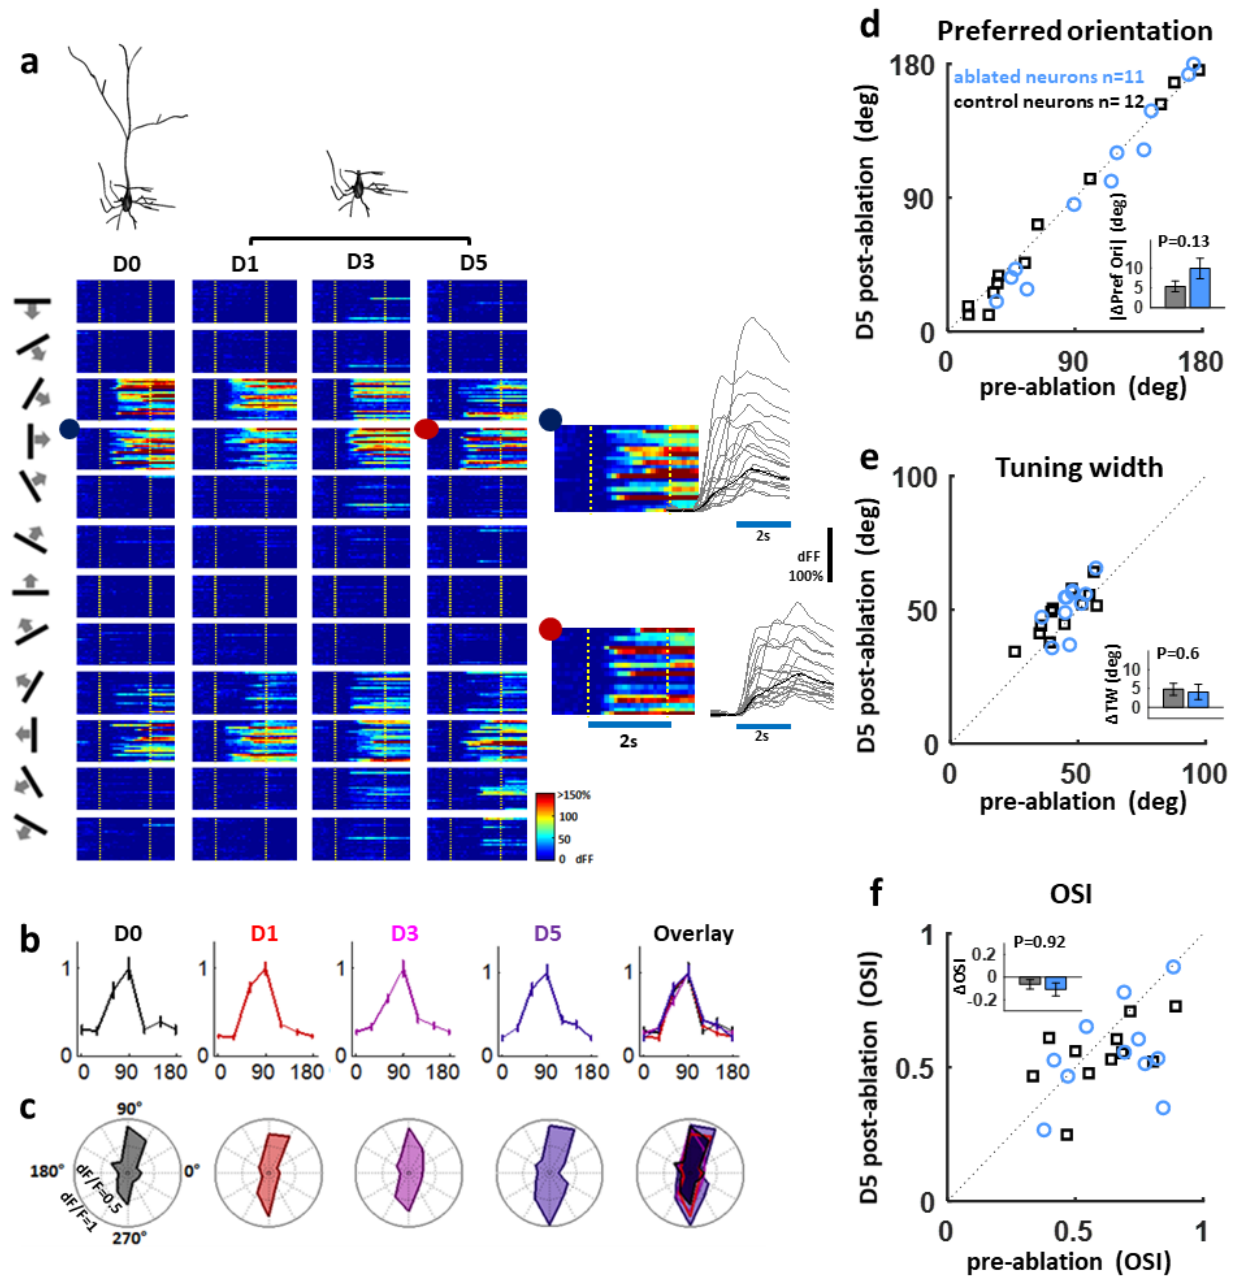 a
D0
D1
D3
D5
2s
dFF
100%
2s
2s
>150%
100
50
0 dFF
b
D0
D1
D3
D5
Overlay
1
1
1
1
1
0
0
0
0
0
0 90 180
0 90 180
0 90 180
0 90 180
0 90 180
c
90°
180°
0°
270°
dF/F=0.5
dF/F=1
d
Preferred orientation
180
90
0
ablated neurons n=11
control neurons n= 12
D5 post-ablation (deg)
|ΔPref Ori| (deg)
P=0.13
10
5
0
0 90 180
pre-ablation (deg)
e
Tuning width
100
50
0
D5 post-ablation (deg)
ΔTW (deg)
P=0.6
10
5
0
0 50 100
pre-ablation (deg)
f
OSI
1
0.5
0
D5 post-ablation (OSI)
ΔOSI
P=0.92
0.2
0
-0.2
0 0.5 1
pre-ablation (OSI)